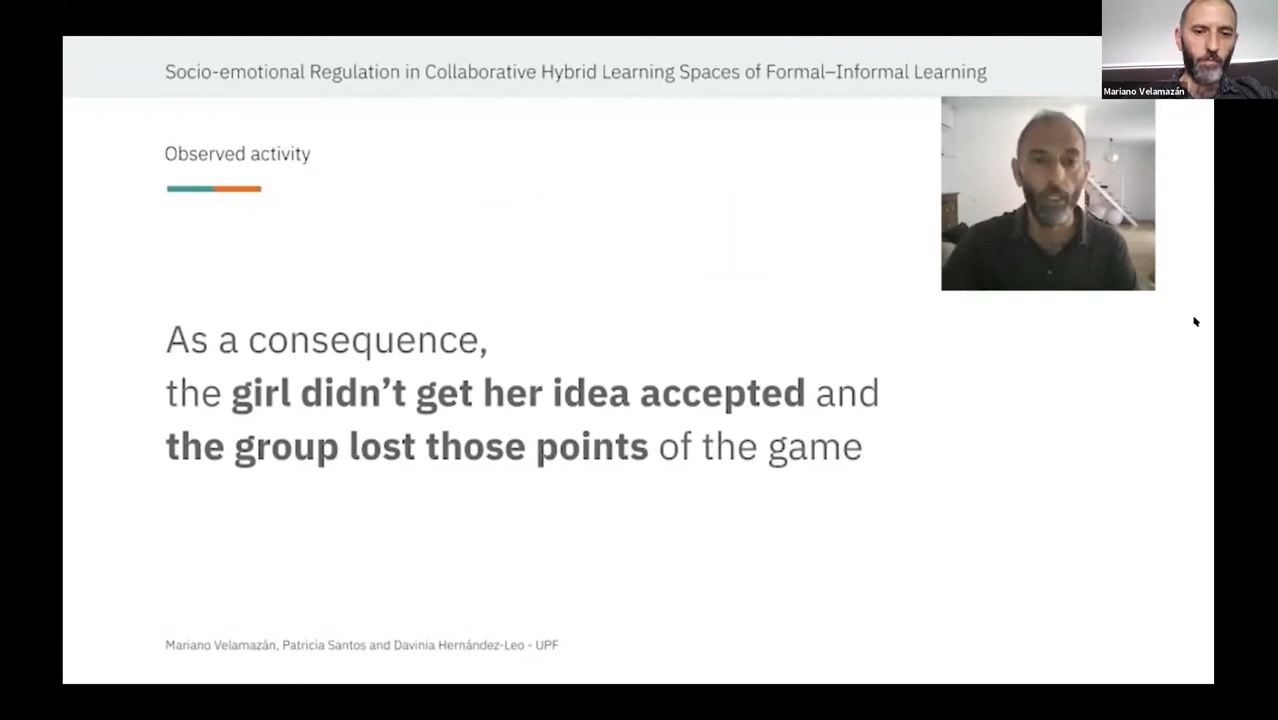 Socio-emotional Regulation in Collaborative Hybrid Learning Spaces of Formal–Informal Learning
Mariano Velamazán
Observed activity
As a consequence,
the girl didn’t get her idea accepted and
the group lost those points of the game
Mariano Velamazán, Patricia Santos and Davinia Hernández-Leo - UPF